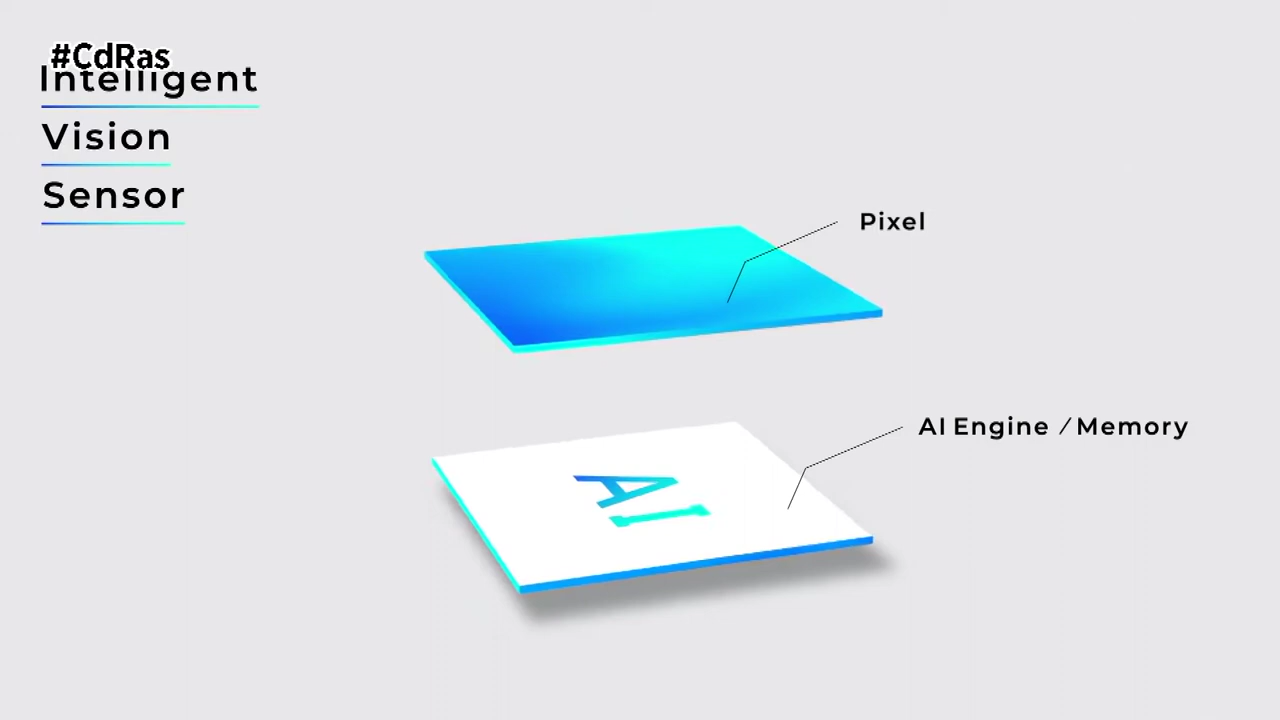 #CdRas
Intelligent
Vision
Sensor
Pixel
AI Engine / Memory
AI